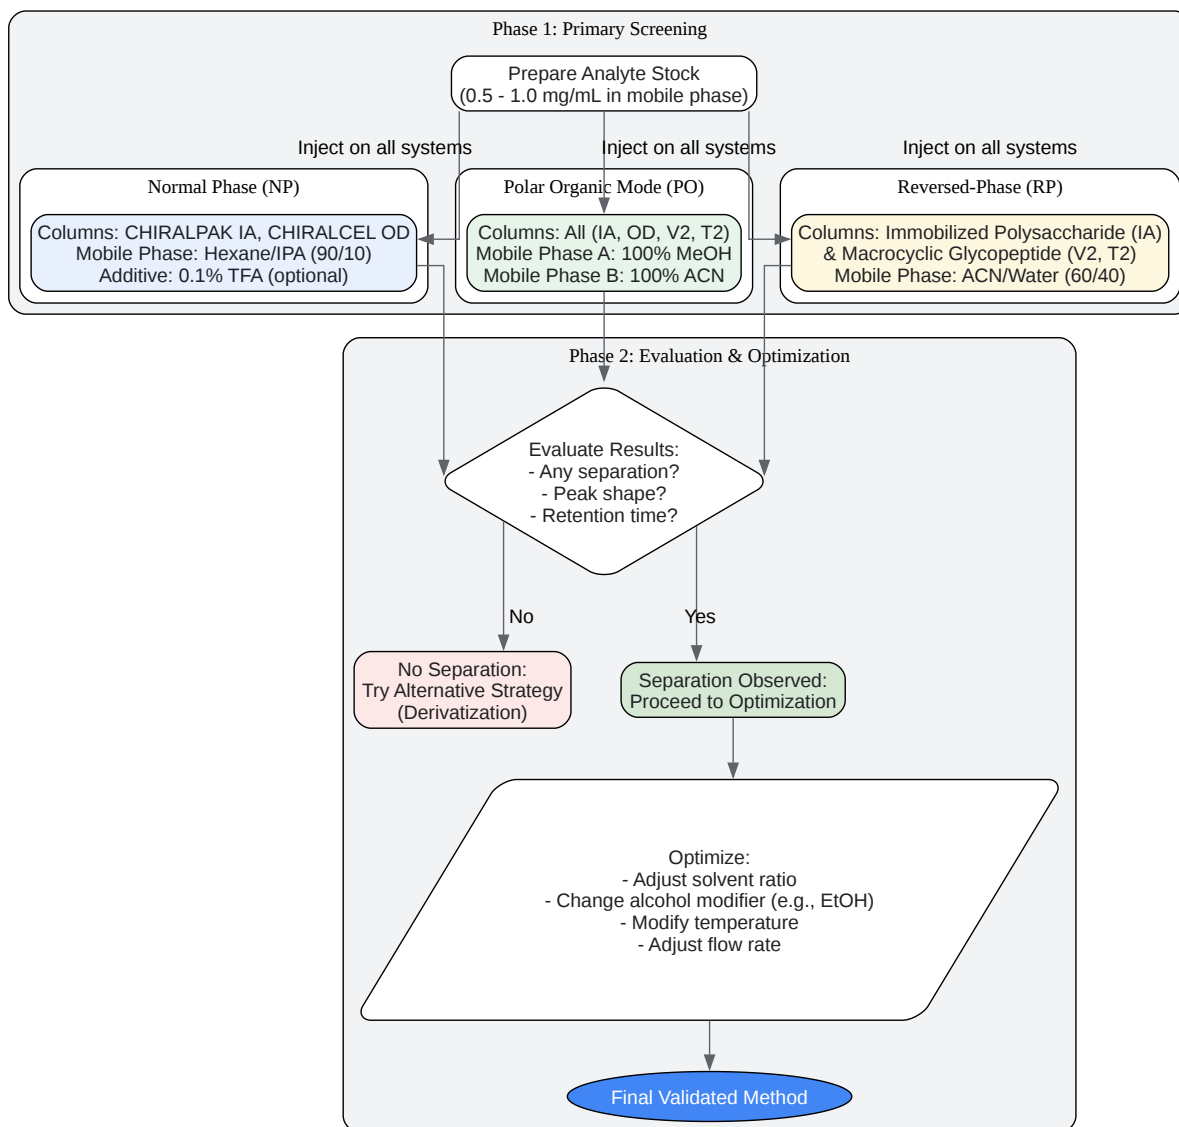 Phase 1: Primary Screening
Prepare Analyte Stock
(0.5 - 1.0 mg/mL in mobile phase)
Inject on all systems
Inject on all systems
Inject on all systems
Normal Phase (NP)
Columns: CHIRALPAK IA, CHIRALCEL OD
Mobile Phase: Hexane/IPA (90/10)
Additive: 0.1% TFA (optional)
Polar Organic Mode (PO)
Columns: All (IA, OD, V2, T2)
Mobile Phase A: 100% MeOH
Mobile Phase B: 100% ACN
Reversed-Phase (RP)
Columns: Immobilized Polysaccharide (IA)
& Macrocyclic Glycopeptide (V2, T2)
Mobile Phase: ACN/Water (60/40)
Phase 2: Evaluation & Optimization
Evaluate Results:
- Any separation?
- Peak shape?
- Retention time?
No
Yes
No Separation:
Try Alternative Strategy
(Derivatization)
Separation Observed:
Proceed to Optimization
Optimize:
- Adjust solvent ratio
- Change alcohol modifier (e.g., EtOH)
- Modify temperature
- Adjust flow rate
Final Validated Method